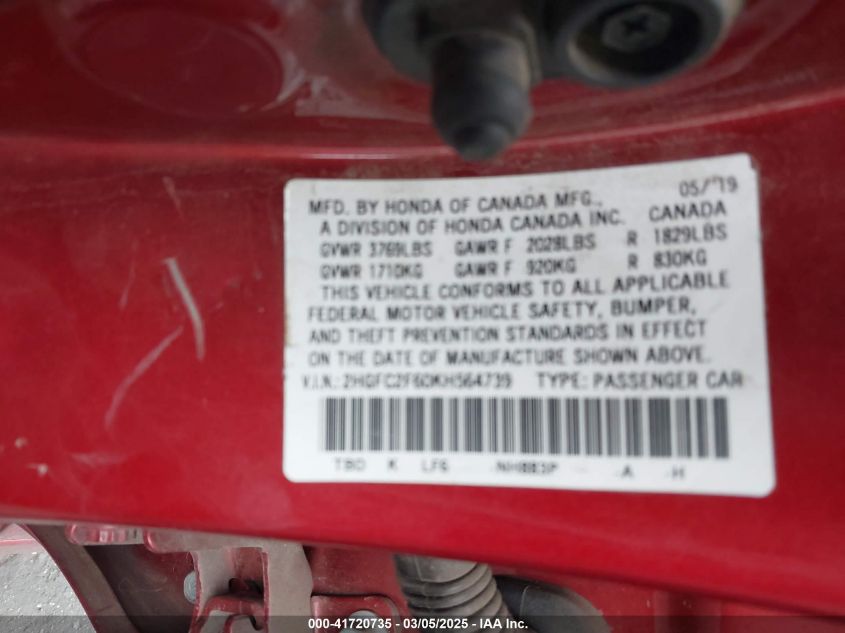 05/'19
MFD. BY HONDA OF CANADA MFG.,
A DIVISION OF HONDA CANADA INC. CANADA
GVWR 3769LBS GAWR F 2028LBS R 1829LBS
GVWR 1710KG GAWR F 920KG R 830KG
THIS VEHICLE CONFORMS TO ALL APPLICABLE
FEDERAL MOTOR VEHICLE SAFETY, BUMPER,
AND THEFT PREVENTION STANDARDS IN EFFECT
ON THE DATE OF MANUFACTURE SHOWN ABOVE.
V.I.N.: 2HGFC2F60KH564739 TYPE: PASSENGER CAR
TBD K LFG -NH883P -A -H
000-41720735 - 03/05/2025 - IAA Inc.